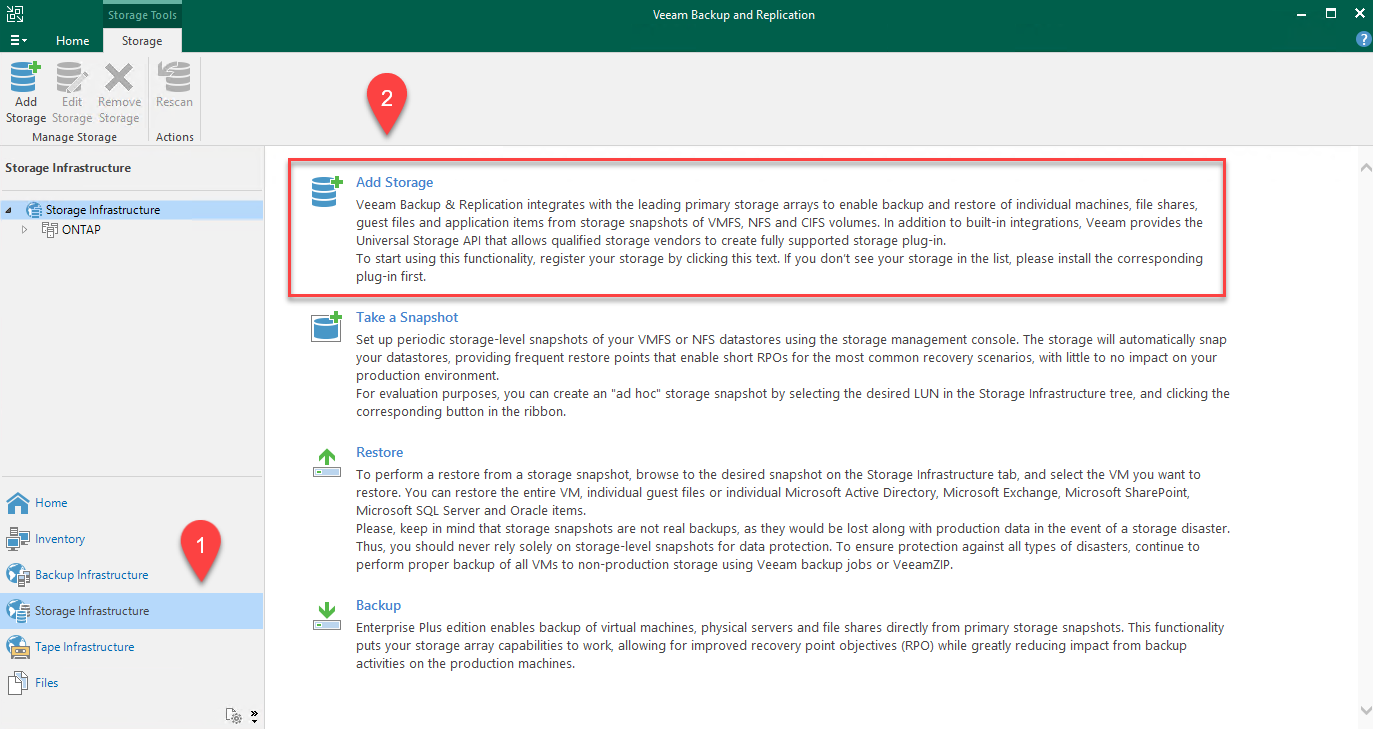 Storage Tools
Veeam Backup and Replication
Home
Storage
?
Add Storage
Edit Storage
Remove Storage
Rescan
Manage Storage
Actions
2
Storage Infrastructure
Storage Infrastructure
ONTAP
Add Storage
Veeam Backup & Replication integrates with the leading primary storage arrays to enable backup and restore of individual machines, file shares,
guest files and application items from storage snapshots of VMFS, NFS and CIFS volumes. In addition to built-in integrations, Veeam provides the
Universal Storage API that allows qualified storage vendors to create fully supported storage plug-in.
To start using this functionality, register your storage by clicking this text. If you don't see your storage in the list, please install the corresponding
plug-in first.
Take a Snapshot
Set up periodic storage-level snapshots of your VMFS or NFS datastores using the storage management console. The storage will automatically snap
your datastores, providing frequent restore points that enable short RPOs for the most common recovery scenarios, with little to no impact on your
production environment.
For evaluation purposes, you can create an "ad hoc" storage snapshot by selecting the desired LUN in the Storage Infrastructure tree, and clicking the
corresponding button in the ribbon.
Restore
To perform a restore from a storage snapshot, browse to the desired snapshot on the Storage Infrastructure tab, and select the VM you want to
restore. You can restore the entire VM, individual guest files or individual Microsoft Active Directory, Microsoft Exchange, Microsoft SharePoint,
Microsoft SQL Server and Oracle items.
Please, keep in mind that storage snapshots are not real backups, as they would be lost along with production data in the event of a storage disaster.
Thus, you should never rely solely on storage-level snapshots for data protection. To ensure protection against all types of disasters, continue to
perform proper backup of all VMs to non-production storage using Veeam backup jobs or VeeamZIP.
Backup
Enterprise Plus edition enables backup of virtual machines, physical servers and file shares directly from primary storage snapshots. This functionality
puts your storage array capabilities to work, allowing for improved recovery point objectives (RPO) while greatly reducing impact from backup
activities on the production machines.
Home
Inventory
1
Backup Infrastructure
Storage Infrastructure
Tape Infrastructure
Files